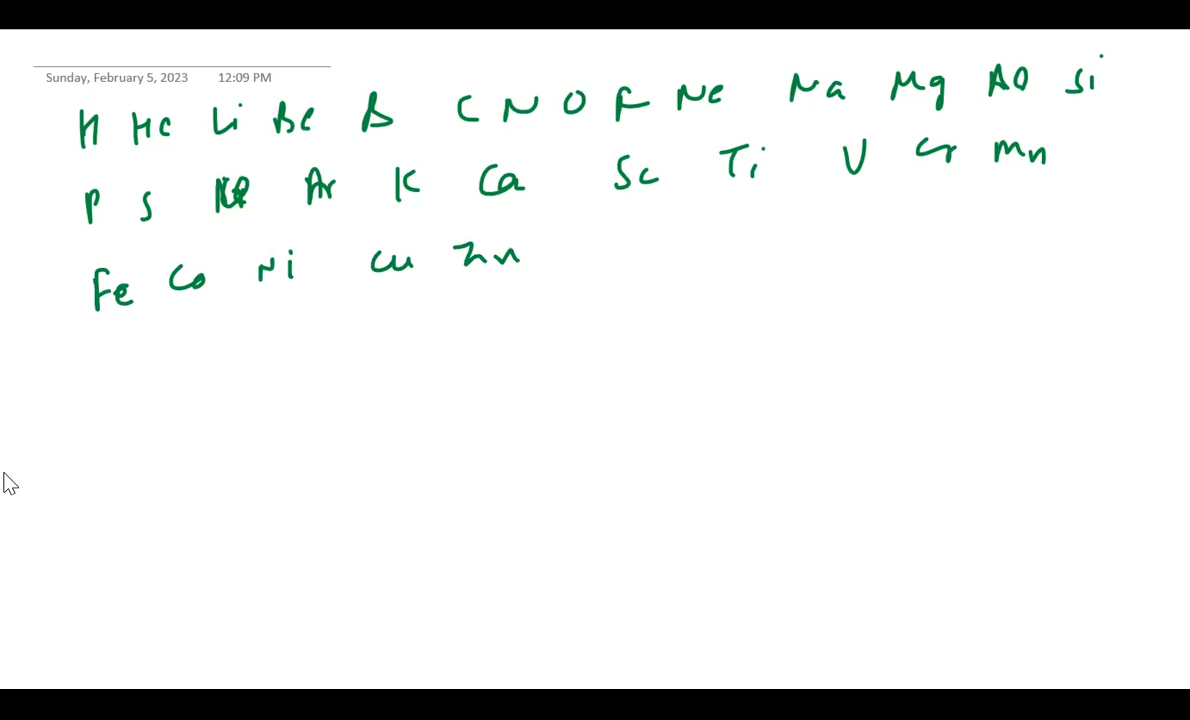 Sunday, February 5, 2023 12:09 PM
H He Li Be B C N O F Ne Na Mg Al Si
P S Ar K Ca Sc Ti V Cr Mn
Fe Co Ni Cu Zn